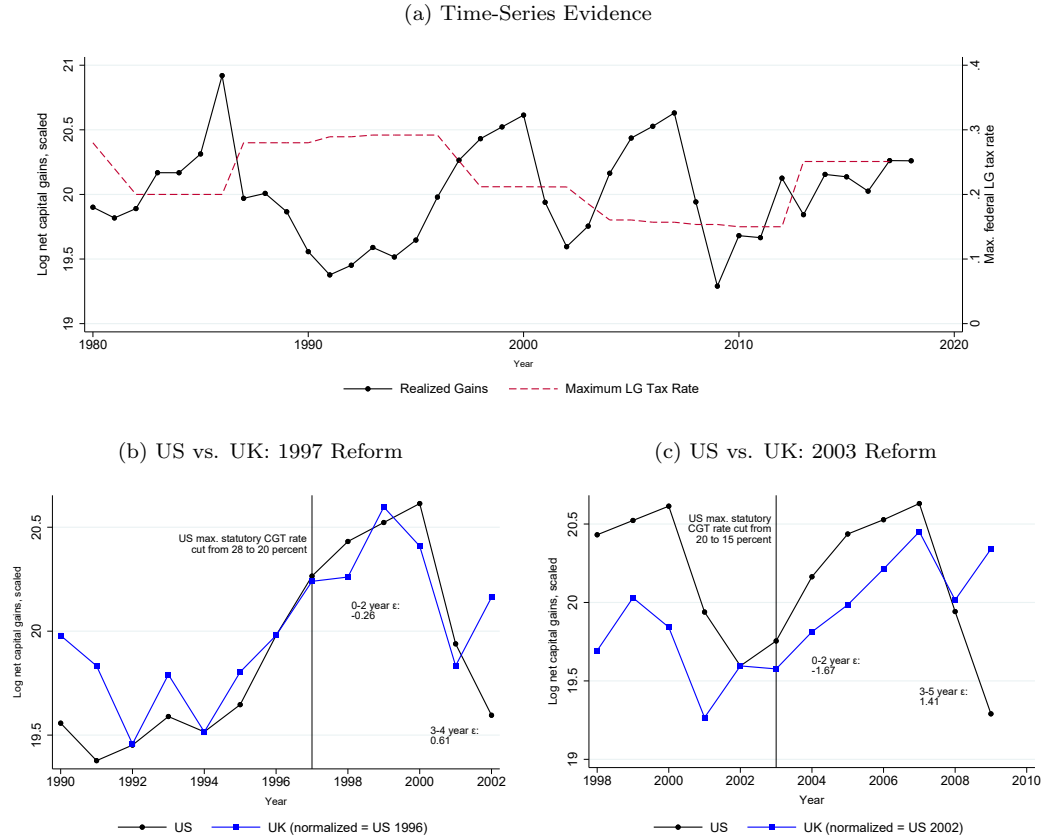 (a) Time-Series Evidence
Log net capital gains, scaled
21
20.5
20
19.5
19
.4
.3
.2
.1
0
Max. federal LG tax rate
1980
1990
2000
2010
2020
Year
Realized Gains
Maximum LG Tax Rate
(b) US vs. UK: 1997 Reform
Log net capital gains, scaled
20.5
20
19.5
US max. statutory CGT rate
cut from 28 to 20 percent
0-2 year ε:
-0.26
3-4 year ε:
0.61
1990
1992
1994
1996
1998
2000
2002
Year
US
UK (normalized = US 1996)
(c) US vs. UK: 2003 Reform
Log net capital gains, scaled
20.5
20
19.5
19
US max. statutory
CGT rate cut from
20 to 15 percent
0-2 year ε:
-1.67
3-5 year ε:
1.41
1998
2000
2002
2004
2006
2008
2010
Year
US
UK (normalized = US 2002)